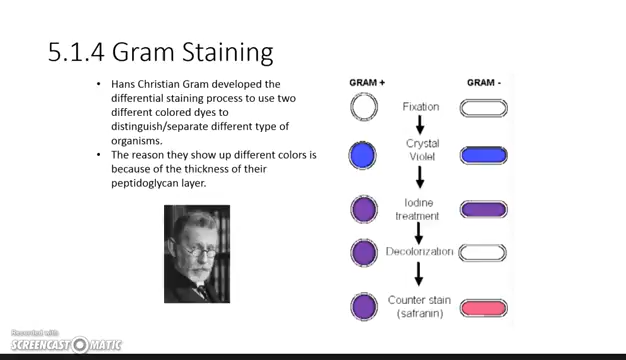 5.1.4 Gram Staining
• Hans Christian Gram developed the
differential staining process to use two
different colored dyes to
distinguish/separate different type of
organisms.
• The reason they show up different colors is
because of the thickness of their
peptidoglycan layer.
GRAM + GRAM -
Fixation
Crystal
Violet
Iodine
treatment
Decolorization
Counter stain
(safranin)
Recorded with
SCREENCAST-O-MATIC